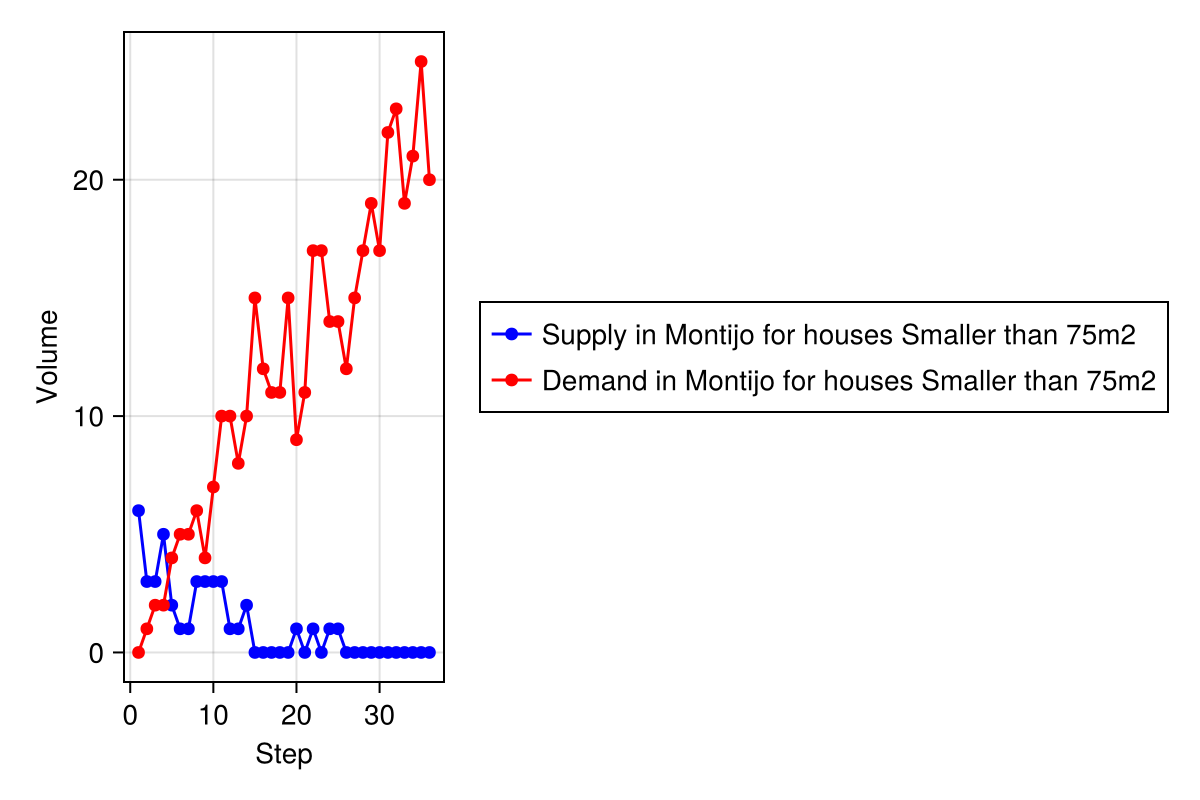 20
10
0
Volume
0 10 20 30
Step
Supply in Montijo for houses Smaller than 75m2
Demand in Montijo for houses Smaller than 75m2